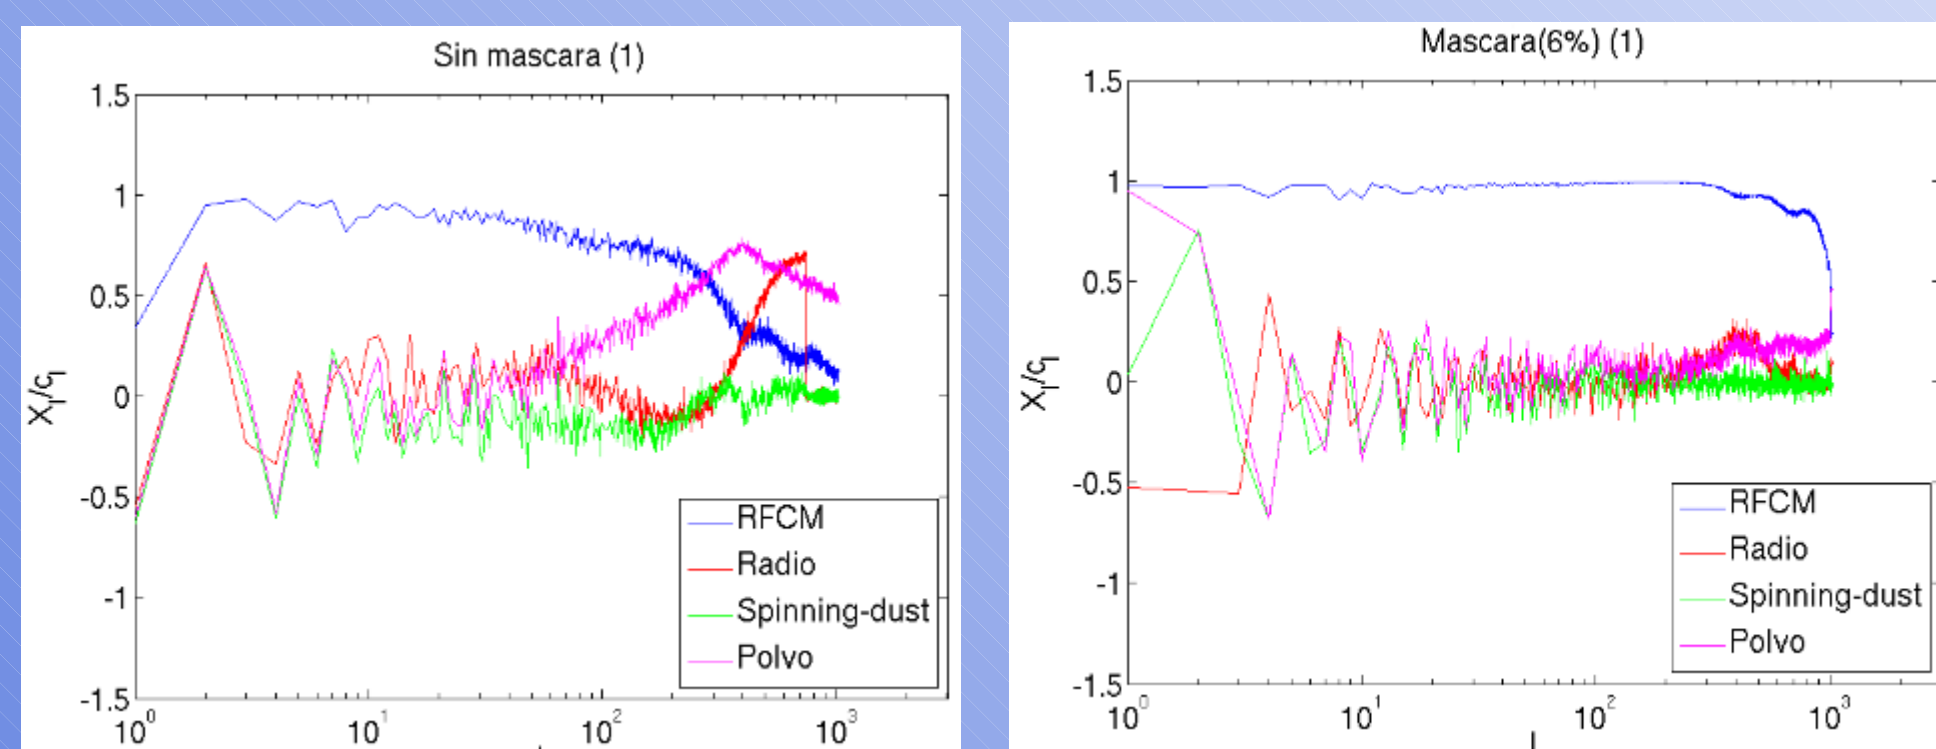 Sin mascara (1)
1.5
1
0.5
0
-0.5
-1
-1.5
X_l/c_l
10^0
10^1
10^2
10^3
RFCM
Radio
Spinning-dust
Polvo
Mascara(6%) (1)
1.5
1
0.5
0
-0.5
-1
-1.5
X_l/c_l
10^0
10^1
10^2
10^3
RFCM
Radio
Spinning-dust
Polvo